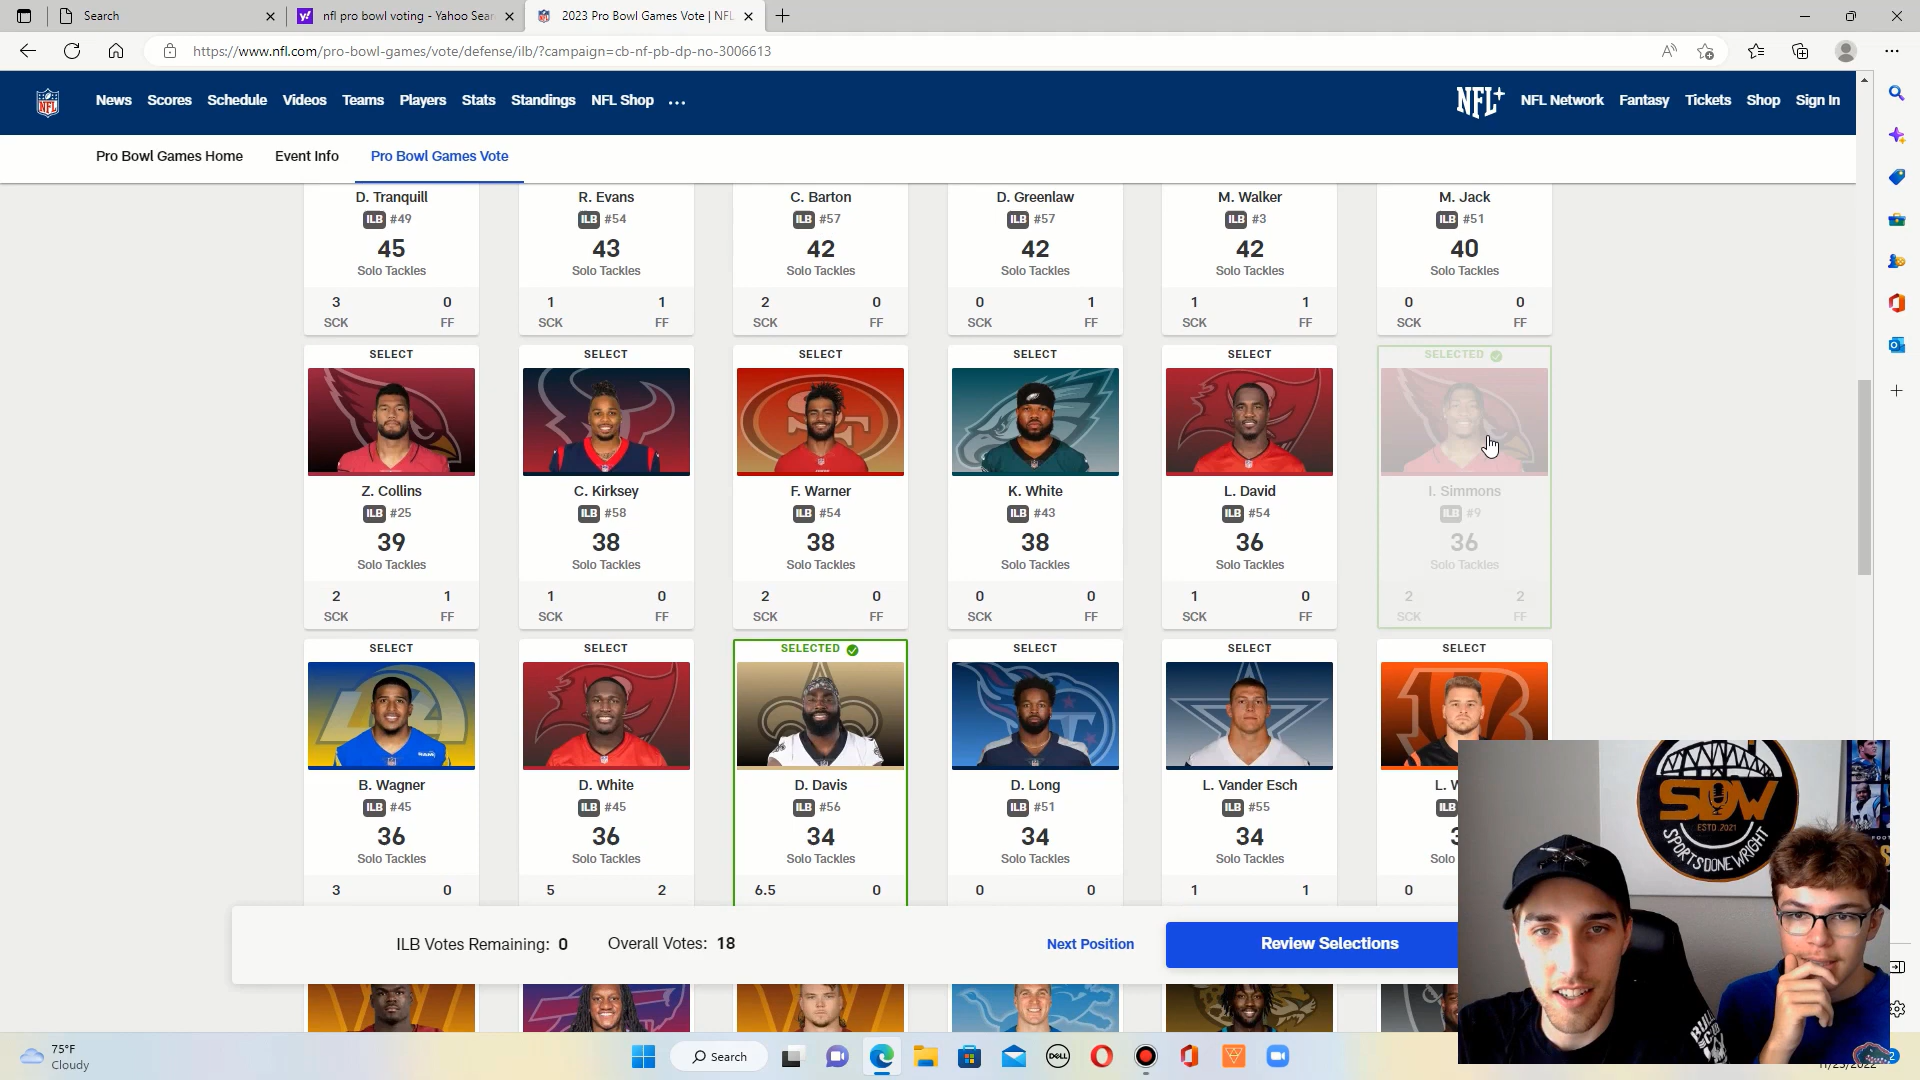 Search
nfl pro bowl voting - Yahoo Sear
2023 Pro Bowl Games Vote | NFL
https://www.nfl.com/pro-bowl-games/vote/defense/ilb/?campaign=cb-nf-pb-dp-no-3006613
NFL News Scores Schedule Videos Teams Players Stats Standings NFL Shop ... NFL+ NFL Network Fantasy Tickets Shop Sign In
Pro Bowl Games Home Event Info Pro Bowl Games Vote
D. Tranquill R. Evans C. Barton D. Greenlaw M. Walker M. Jack
ILB #49 ILB #54 ILB #57 ILB #57 ILB #3 ILB #51
45 43 42 42 42 40
Solo Tackles Solo Tackles Solo Tackles Solo Tackles Solo Tackles Solo Tackles
3 0 1 1 2 0 0 1 1 1 0 0
SCK FF SCK FF SCK FF SCK FF SCK FF SCK FF
SELECT SELECT SELECT SELECT SELECT SELECTED
Z. Collins C. Kirksey F. Warner K. White L. David I. Simmons
ILB #25 ILB #58 ILB #54 ILB #43 ILB #54 ILB #9
39 38 38 38 36 36
Solo Tackles Solo Tackles Solo Tackles Solo Tackles Solo Tackles Solo Tackles
2 1 1 0 2 0 0 0 1 0 2 2
SCK FF SCK FF SCK FF SCK FF SCK FF SCK FF
SELECT SELECT SELECTED SELECT SELECT SELECT
B. Wagner D. White D. Davis D. Long L. Vander Esch L. W
ILB #45 ILB #45 ILB #56 ILB #51 ILB #55 ILB
36 36 34 34 34 3
Solo Tackles Solo Tackles Solo Tackles Solo Tackles Solo Tackles Solo
3 0 5 2 6.5 0 0 0 1 1 0
ILB Votes Remaining: 0 Overall Votes: 18 Next Position Review Selections
SDW
ESTD 2021
SPORTSDONEWRIGHT
75°F
Cloudy
Search
DELL
11/25/2022